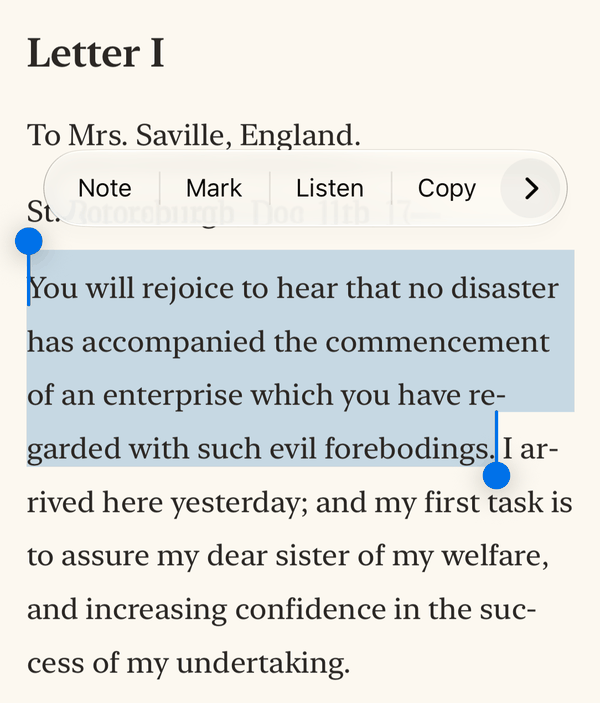 Letter I
To Mrs. Saville, England.
Note Mark Listen Copy
St.
You will rejoice to hear that no disaster
has accompanied the commencement
of an enterprise which you have re-
garded with such evil forebodings. I ar-
rived here yesterday; and my first task is
to assure my dear sister of my welfare,
and increasing confidence in the suc-
cess of my undertaking.